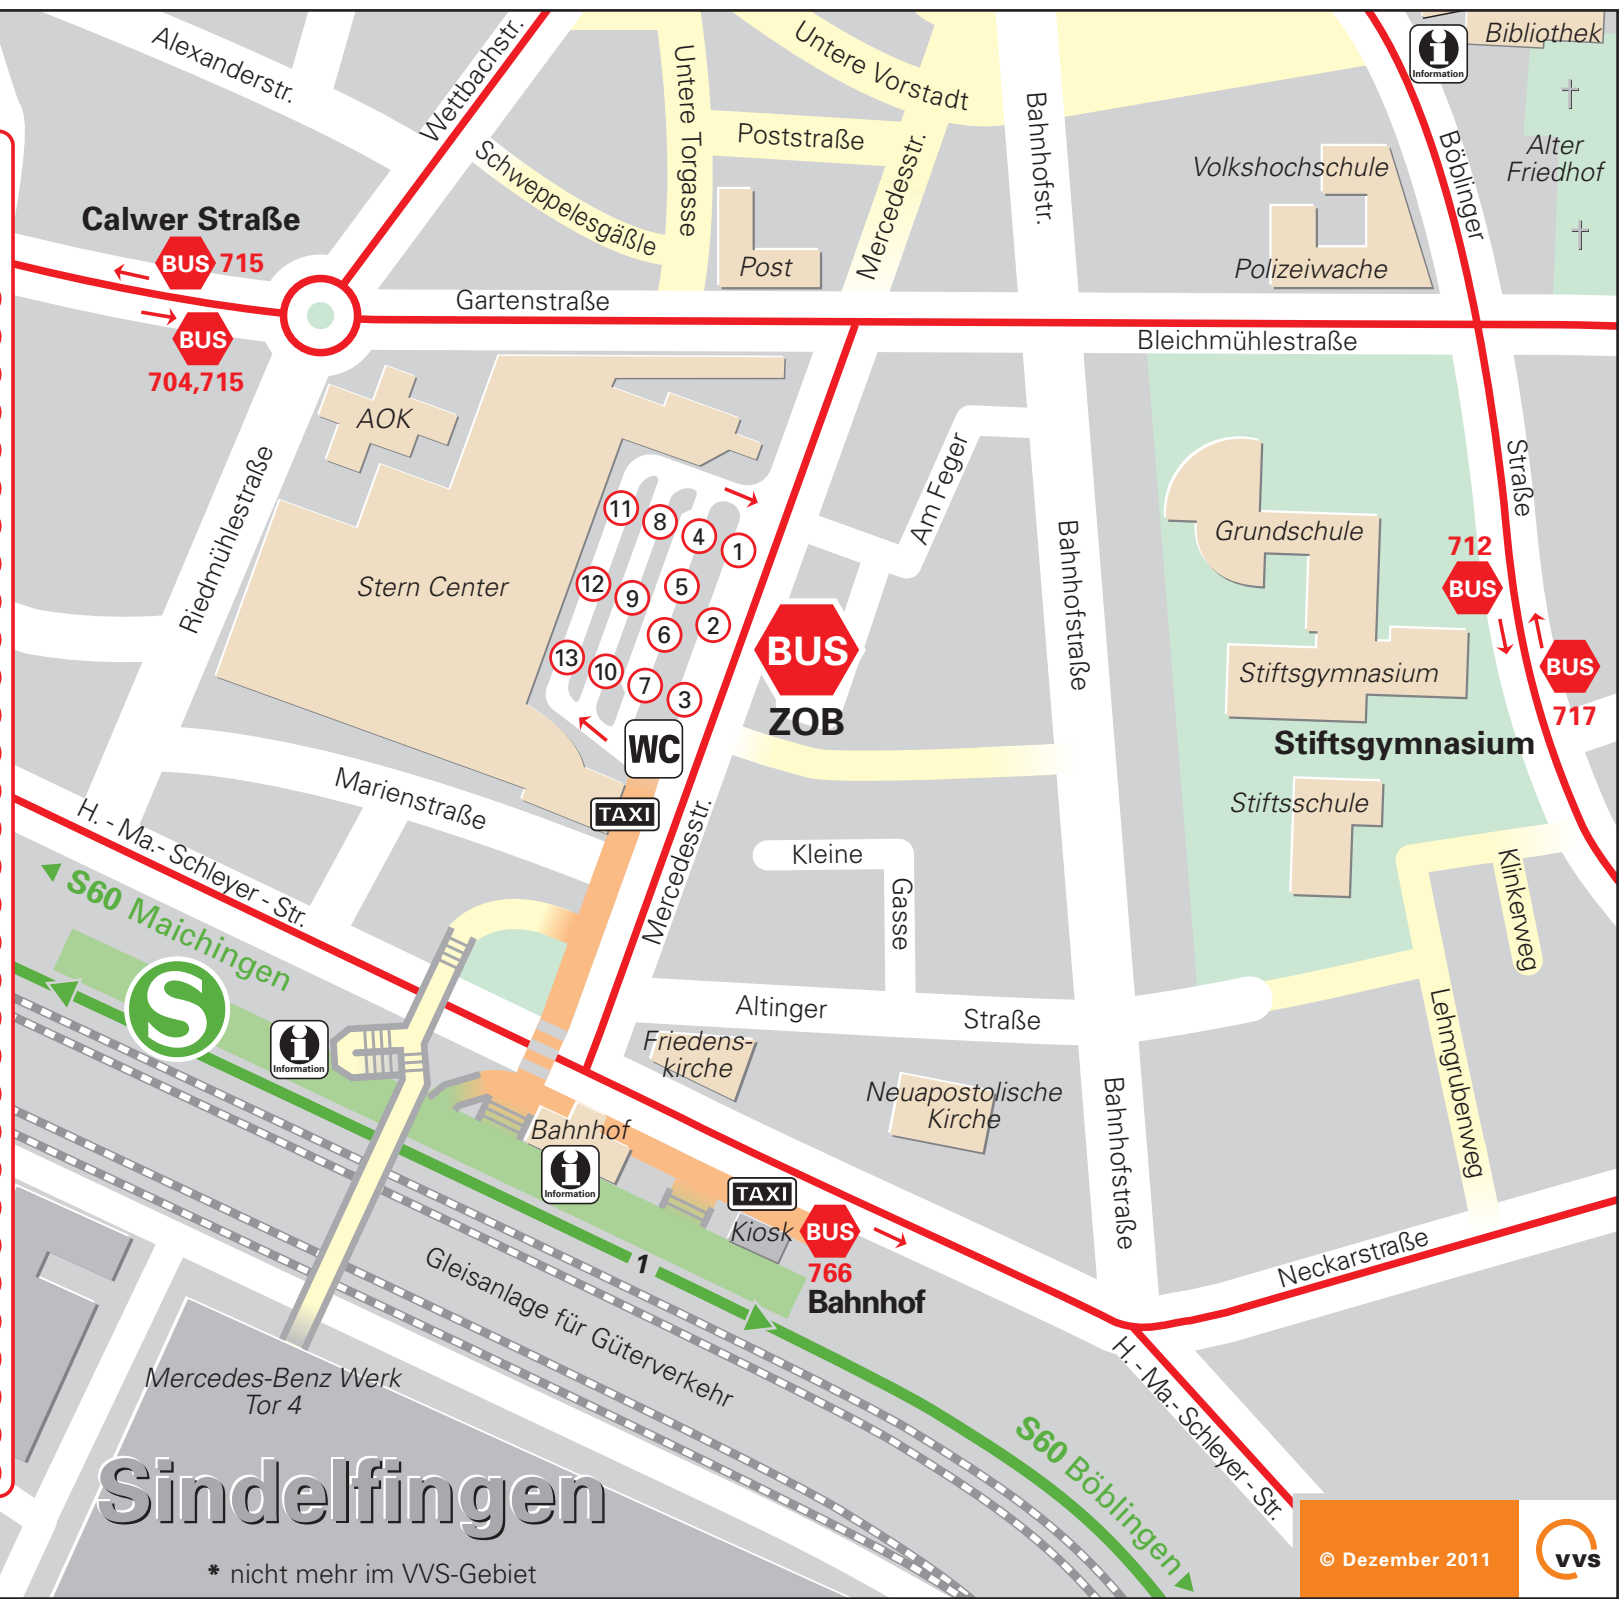 Alexanderstr.
Wettbachstr.
Untere Torgasse
Untere Vorstadt
Bahnhofstr.
Information
Bibliothek
Poststraße
Mercedesstr.
Schweppelesgäßle
Volkshochschule
Böblinger
Alter
Friedhof
Calwer Straße
BUS 715
Post
Polizeiwache
Gartenstraße
BUS
704,715
Bleichmühlestraße
AOK
Riedmühlestraße
Am Feger
Straße
11
8
4
1
Stern Center
12
9
5
6
2
13
10
7
3
BUS
ZOB
Bahnhofstraße
Grundschule
712
BUS
Stiftsgymnasium
BUS
717
Stiftsgymnasium
WC
TAXI
Marienstraße
Stiftsschule
H. - Ma.- Schleyer - Str.
Mercedesstr.
Kleine
Gasse
Klinkerweg
S60 Maichingen
S
Altinger
Straße
Lehmgrubenweg
Information
Friedens-
kirche
Neuapostolische
Kirche
Bahnhofstraße
Bahnhof
Information
TAXI
Kiosk
BUS
766
Bahnhof
1
Neckarstraße
Gleisanlage für Güterverkehr
H. - Ma.- Schleyer - Str.
Mercedes-Benz Werk
Tor 4
S60 Böblingen
Sindelfingen
* nicht mehr im VVS-Gebiet
© Dezember 2011
vvs